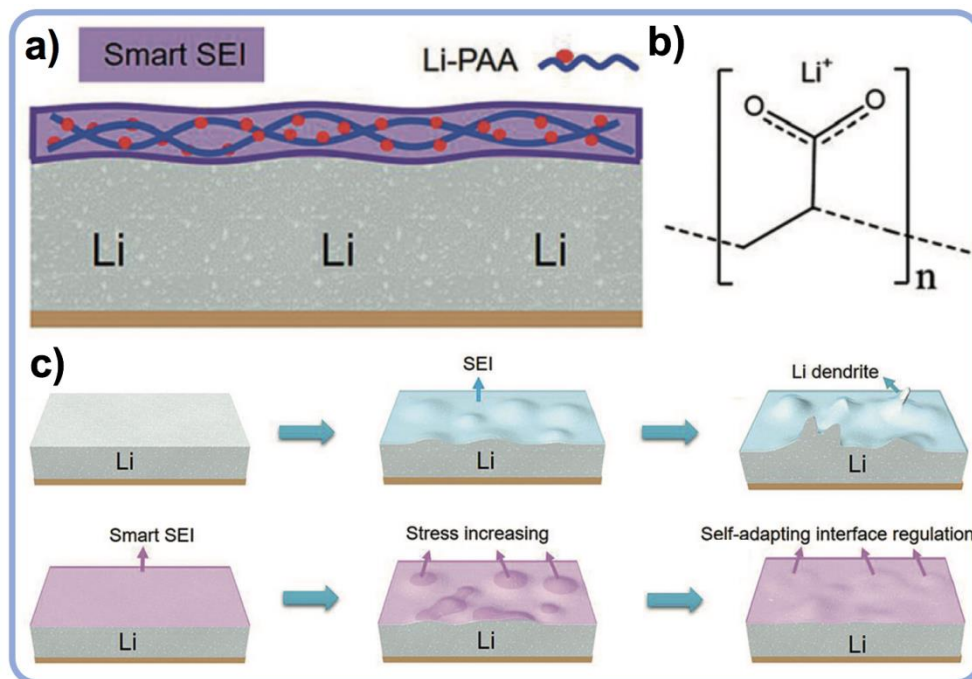 a)
Smart SEI
Li-PAA
Li Li Li
b)
Li⁺
O O
n
c)
SEI
Li dendrite
Li Li Li
Smart SEI
Stress increasing
Self-adapting interface regulation
Li Li Li